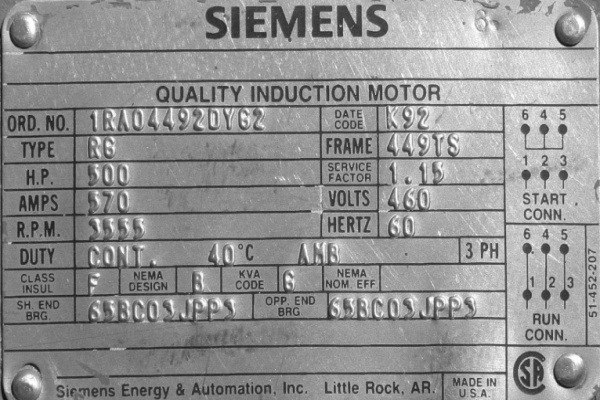 SIEMENS
6
QUALITY INDUCTION MOTOR
ORD. NO. 1RA04492DYG2 DATE CODE K92
TYPE RG FRAME 449TS
H.P. 500 SERVICE FACTOR 1.15
AMPS 570 VOLTS 460
R.P.M. 3555 HERTZ 60
DUTY CONT. 40°C AMB 3 PH
CLASS INSUL F NEMA DESIGN B KVA CODE G NEMA NOM. EFF
SH. END BRG. 65BC03JPP3 OPP. END BRG 65BC03JPP3
6 4 5
1 2 3
START CONN.
6 4 5
1 2 3
RUN CONN.
51-452-207
SA
Siemens Energy & Automation, Inc. Little Rock, AR. MADE IN U.S.A.